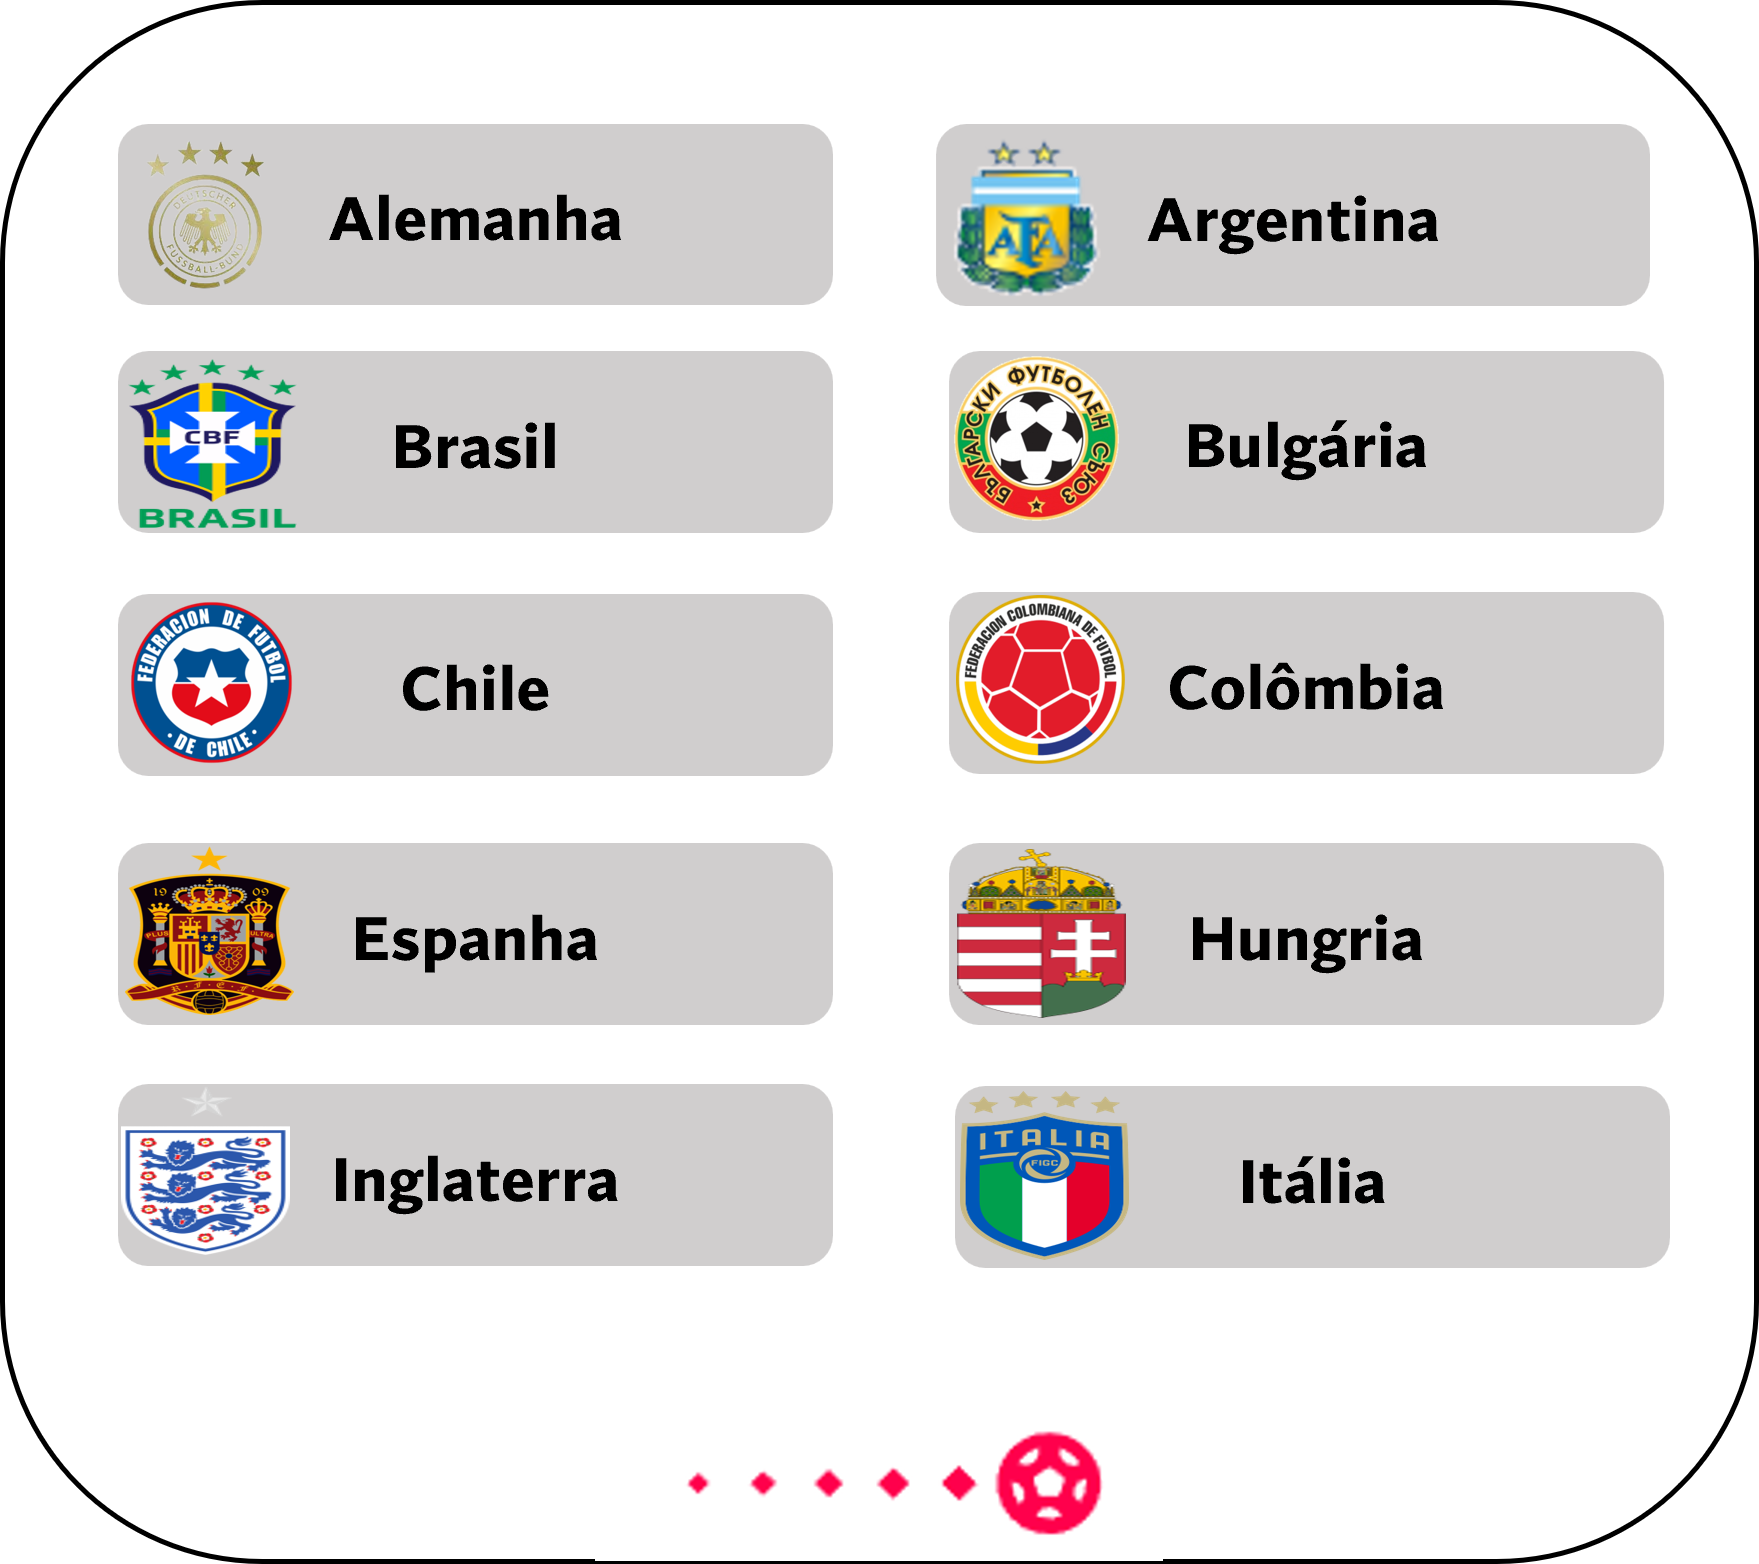 Alemanha
DEUTSCHER
FUSSBALL-BUND
Argentina
AFA
CBF
BRASIL
Brasil
БЪЛГАРСКИ ФУТБОЛЕН СЪЮЗ
Bulgária
FEDERACION DE FUTBOL
· DE CHILE ·
Chile
FEDERACION COLOMBIANA DE FUTBOL
Colômbia
19 09
PLUS ULTRA
R.F.E.F.
Espanha
Hungria
Inglaterra
ITALIA
FIGC
Itália